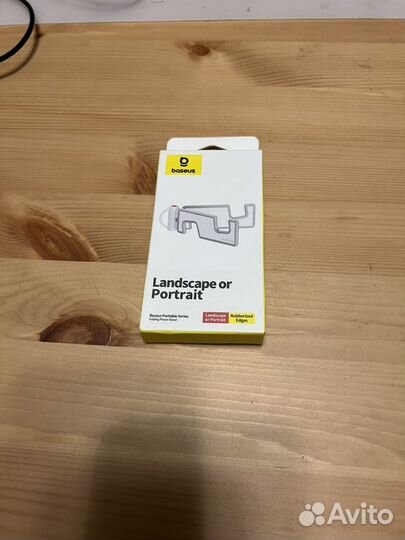 baseus
Landscape or
Portrait
Baseus Portable Series
Folding Phone Stand
Landscape
or Portrait
Rubberized
Edges
Avito